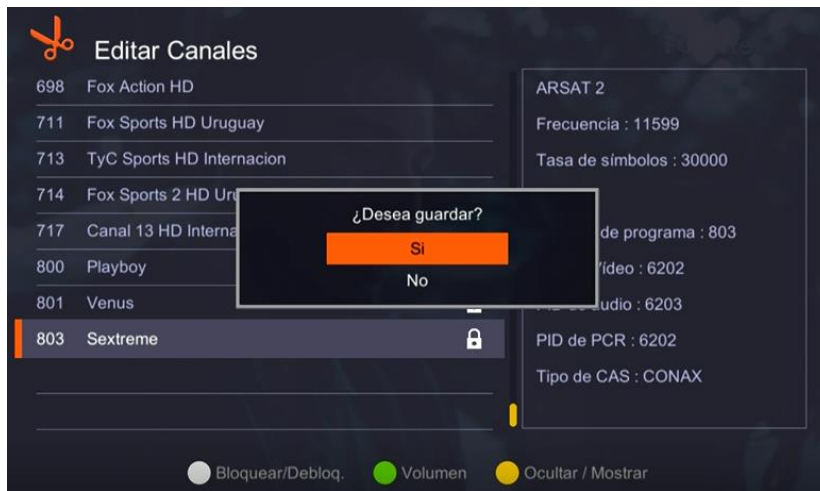 Editar Canales
698 Fox Action HD
711 Fox Sports HD Uruguay
713 TyC Sports HD Internacion
714 Fox Sports 2 HD Uru
717 Canal 13 HD Interna
800 Playboy
801 Venus
803 Sextreme
ARSAT 2
Frecuencia : 11599
Tasa de símbolos : 30000
de programa : 803
Vídeo : 6202
audio : 6203
PID de PCR : 6202
Tipo de CAS : CONAX
¿Desea guardar?
Si
No
Bloquear/Debloq.
Volumen
Ocultar / Mostrar